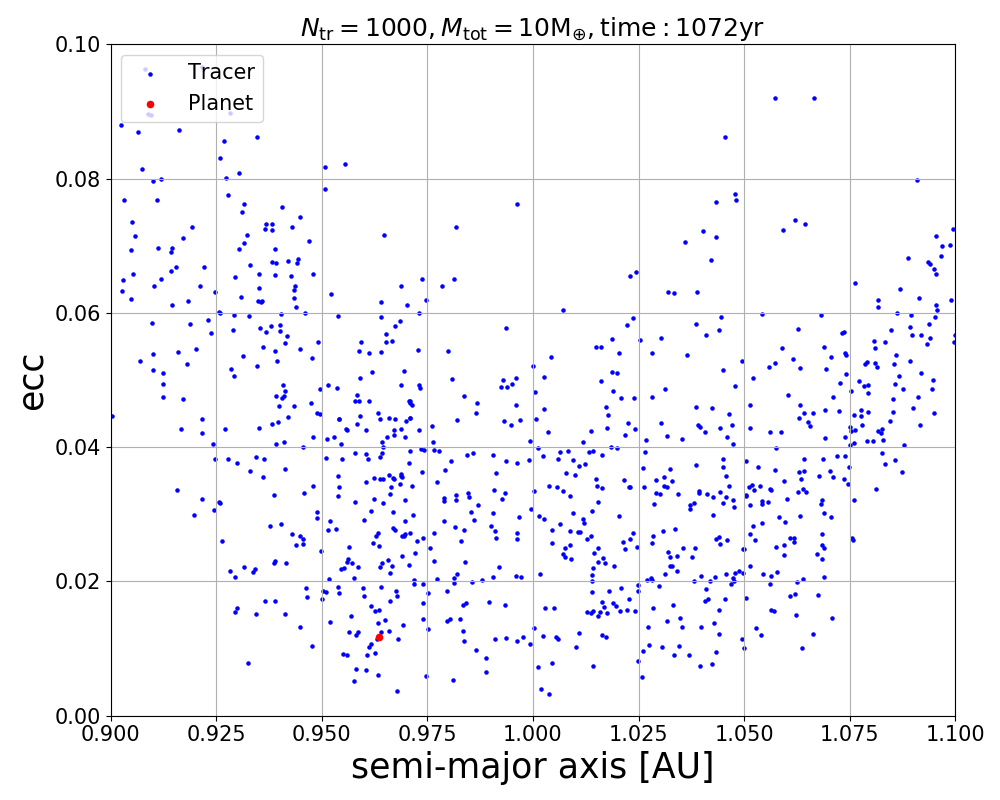 N_tr = 1000, M_tot = 10M_⊕, time : 1072yr
0.10
Tracer
Planet
0.08
0.06
ecc
0.04
0.02
0.00
0.900 0.925 0.950 0.975 1.000 1.025 1.050 1.075 1.100
semi-major axis [AU]